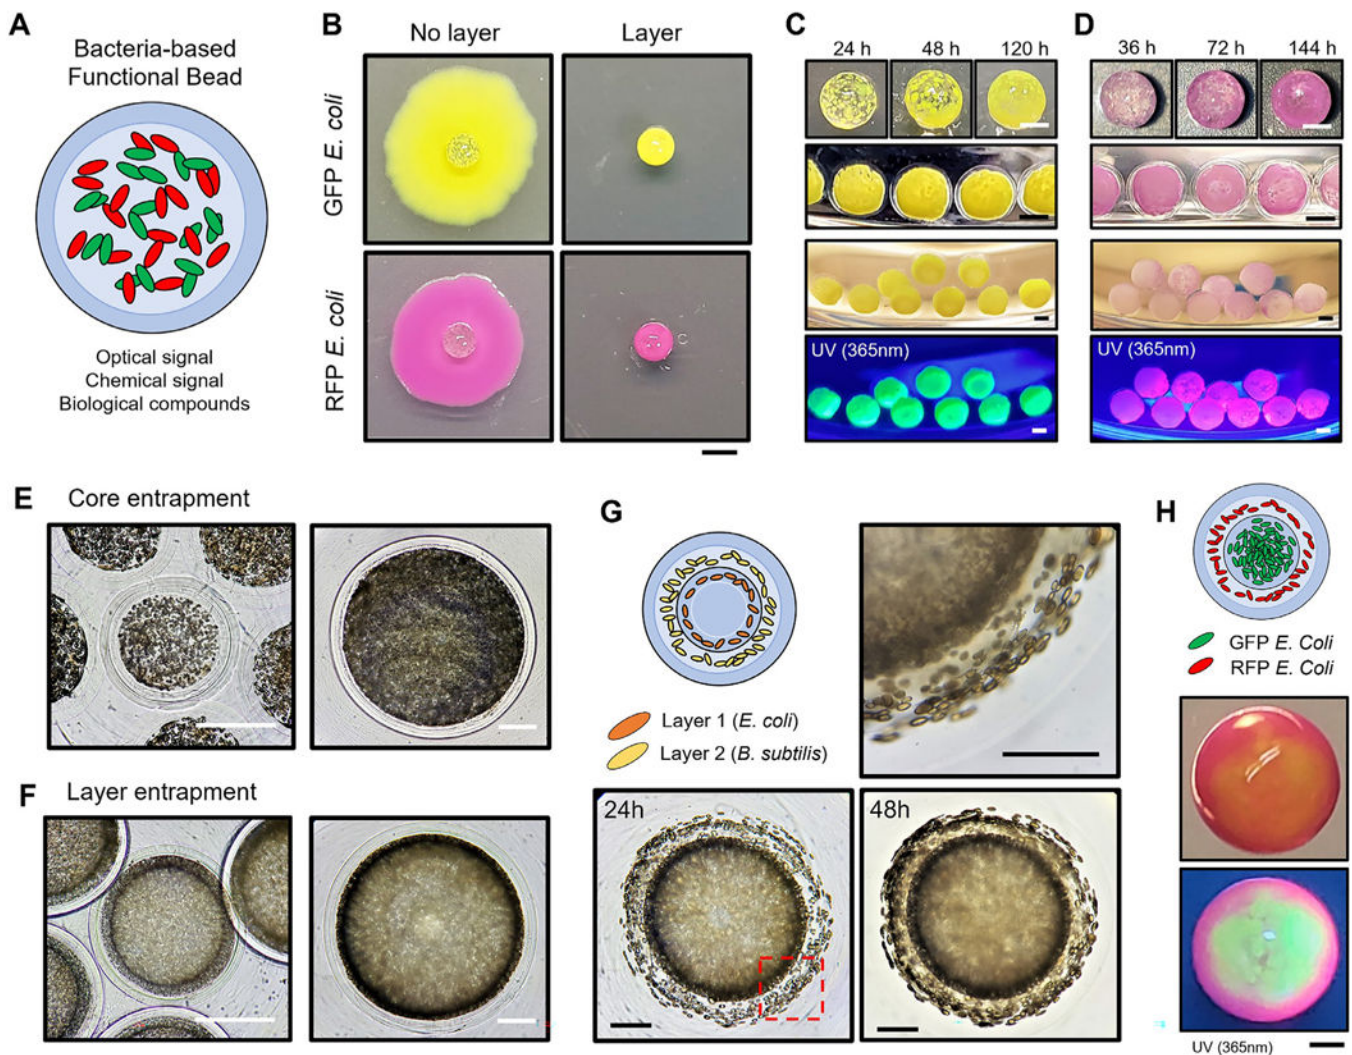 A
Bacteria-based
Functional Bead
Optical signal
Chemical signal
Biological compounds
B
No layer
Layer
GFP E. coli
RFP E. coli
C
24 h
48 h
120 h
UV (365nm)
D
36 h
72 h
144 h
UV (365nm)
E
Core entrapment
F
Layer entrapment
G
Layer 1 (E. coli)
Layer 2 (B. subtilis)
24h
48h
H
GFP E. Coli
RFP E. Coli
UV (365nm)